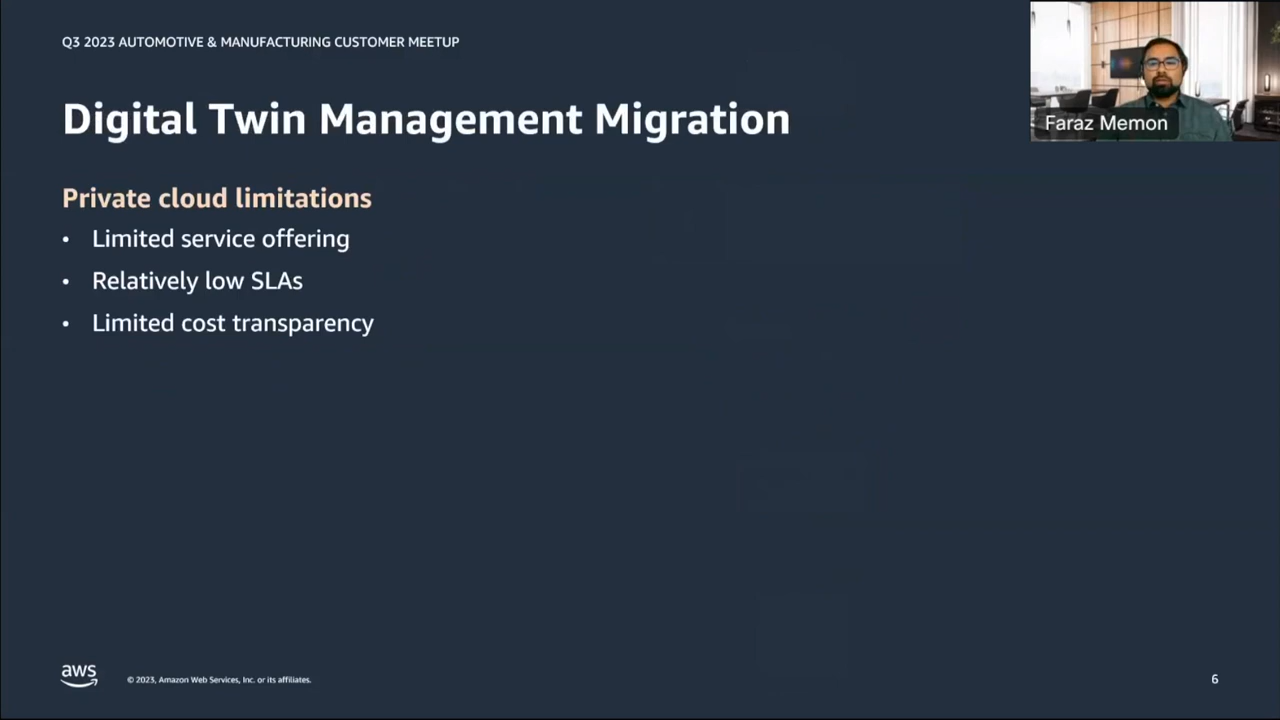 Q3 2023 AUTOMOTIVE & MANUFACTURING CUSTOMER MEETUP
Faraz Memon
Digital Twin Management Migration
Private cloud limitations
• Limited service offering
• Relatively low SLAs
• Limited cost transparency
aws
© 2023, Amazon Web Services, Inc. or its affiliates.
6